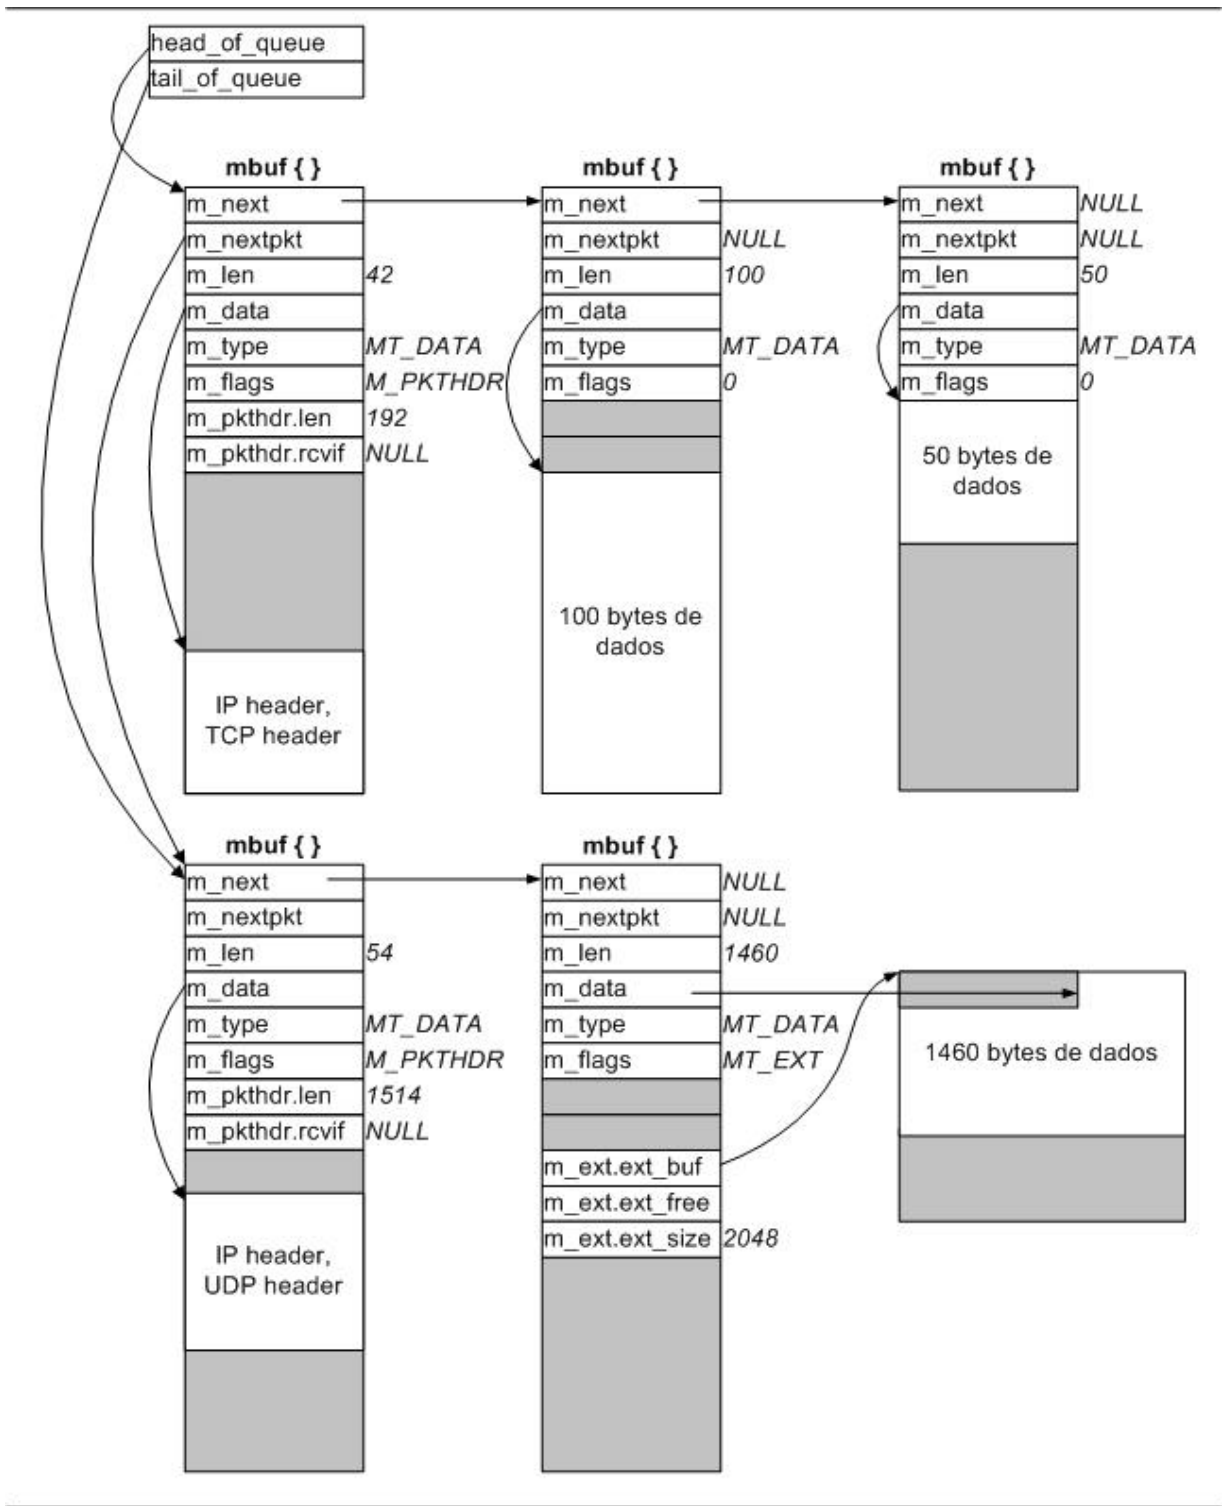 head_of_queue
tail_of_queue
mbuf { }
m_next
m_nextpkt
m_len 42
m_data
m_type MT_DATA
m_flags M_PKTHDR
m_pkthdr.len 192
m_pkthdr.rcvif NULL
IP header,
TCP header
mbuf { }
m_next
m_nextpkt NULL
m_len 100
m_data
m_type MT_DATA
m_flags 0
100 bytes de
dados
mbuf { }
m_next NULL
m_nextpkt NULL
m_len 50
m_data
m_type MT_DATA
m_flags 0
50 bytes de
dados
mbuf { }
m_next
m_nextpkt
m_len 54
m_data
m_type MT_DATA
m_flags M_PKTHDR
m_pkthdr.len 1514
m_pkthdr.rcvif NULL
IP header,
UDP header
mbuf { }
m_next NULL
m_nextpkt NULL
m_len 1460
m_data
m_type MT_DATA
m_flags MT_EXT
m_ext.ext_buf
m_ext.ext_free
m_ext.ext_size 2048
1460 bytes de dados